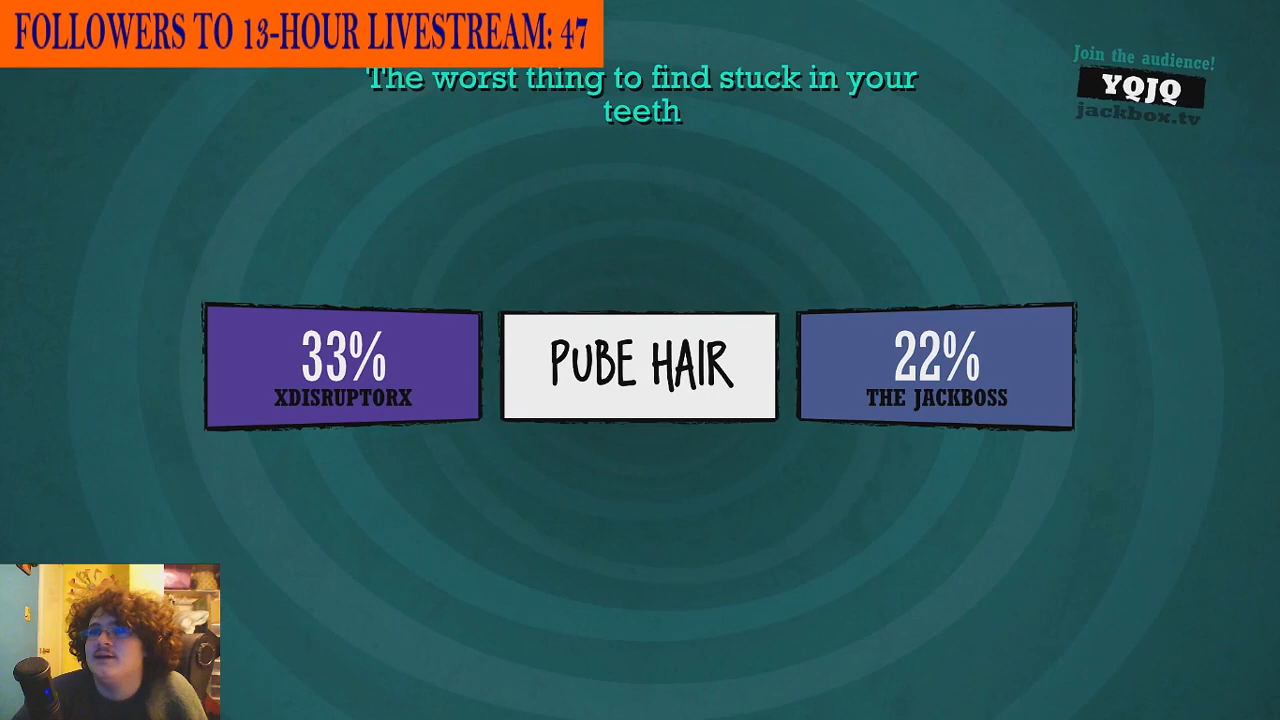 FOLLOWERS TO 13-HOUR LIVESTREAM: 47
The worst thing to find stuck in your
teeth
Join the audience!
YQJQ
jackbox.tv
33%
XDISRUPTORX
PUBE HAIR
22%
THE JACKBOSS